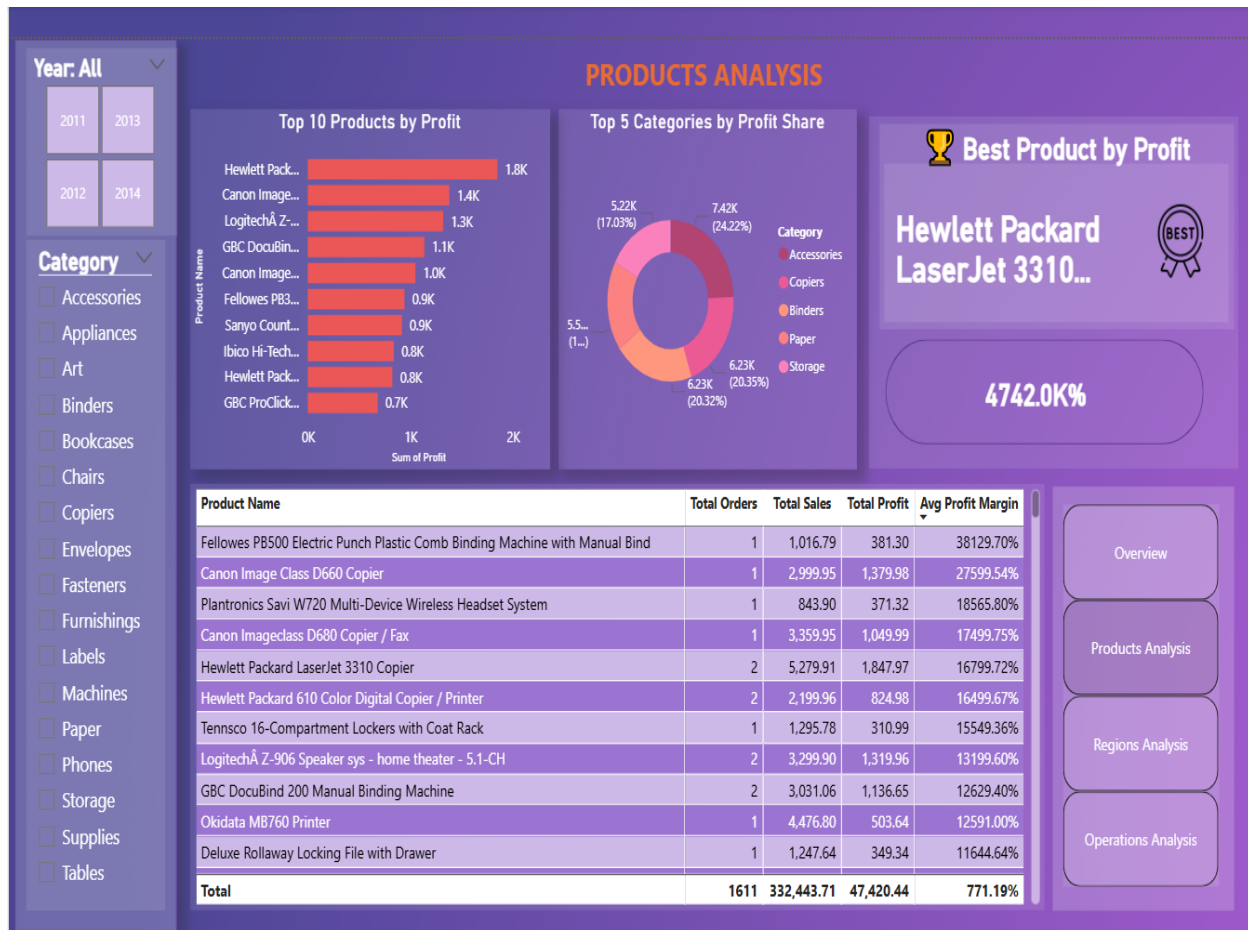 PRODUCTS ANALYSIS
Year: All
2011
2013
2012
2014
Category
Accessories
Appliances
Art
Binders
Bookcases
Chairs
Copiers
Envelopes
Fasteners
Furnishings
Labels
Machines
Paper
Phones
Storage
Supplies
Tables
Top 10 Products by Profit
Product Name
Hewlett Pack... 1.8K
Canon Image... 1.4K
LogitechÂ Z-... 1.3K
GBC DocuBin... 1.1K
Canon Image... 1.0K
Fellowes PB3... 0.9K
Sanyo Count... 0.9K
Ibico Hi-Tech... 0.8K
Hewlett Pack... 0.8K
GBC ProClick... 0.7K
0K 1K 2K
Sum of Profit
Top 5 Categories by Profit Share
5.22K
(17.03%)
7.42K
(24.22%)
5.5...
(1...)
6.23K
(20.35%)
6.23K
(20.32%)
Category
Accessories
Copiers
Binders
Paper
Storage
Best Product by Profit
Hewlett Packard
LaserJet 3310...
BEST
4742.0K%
Product Name Total Orders Total Sales Total Profit Avg Profit Margin
Fellowes PB500 Electric Punch Plastic Comb Binding Machine with Manual Bind 1 1,016.79 381.30 38129.70%
Canon Image Class D660 Copier 1 2,999.95 1,379.98 27599.54%
Plantronics Savi W720 Multi-Device Wireless Headset System 1 843.90 371.32 18565.80%
Canon Imageclass D680 Copier / Fax 1 3,359.95 1,049.99 17499.75%
Hewlett Packard LaserJet 3310 Copier 2 5,279.91 1,847.97 16799.72%
Hewlett Packard 610 Color Digital Copier / Printer 2 2,199.96 824.98 16499.67%
Tennsco 16-Compartment Lockers with Coat Rack 1 1,295.78 310.99 15549.36%
LogitechÂ Z-906 Speaker sys - home theater - 5.1-CH 2 3,299.90 1,319.96 13199.60%
GBC DocuBind 200 Manual Binding Machine 2 3,031.06 1,136.65 12629.40%
Okidata MB760 Printer 1 4,476.80 503.64 12591.00%
Deluxe Rollaway Locking File with Drawer 1 1,247.64 349.34 11644.64%
Total 1611 332,443.71 47,420.44 771.19%
Overview
Products Analysis
Regions Analysis
Operations Analysis